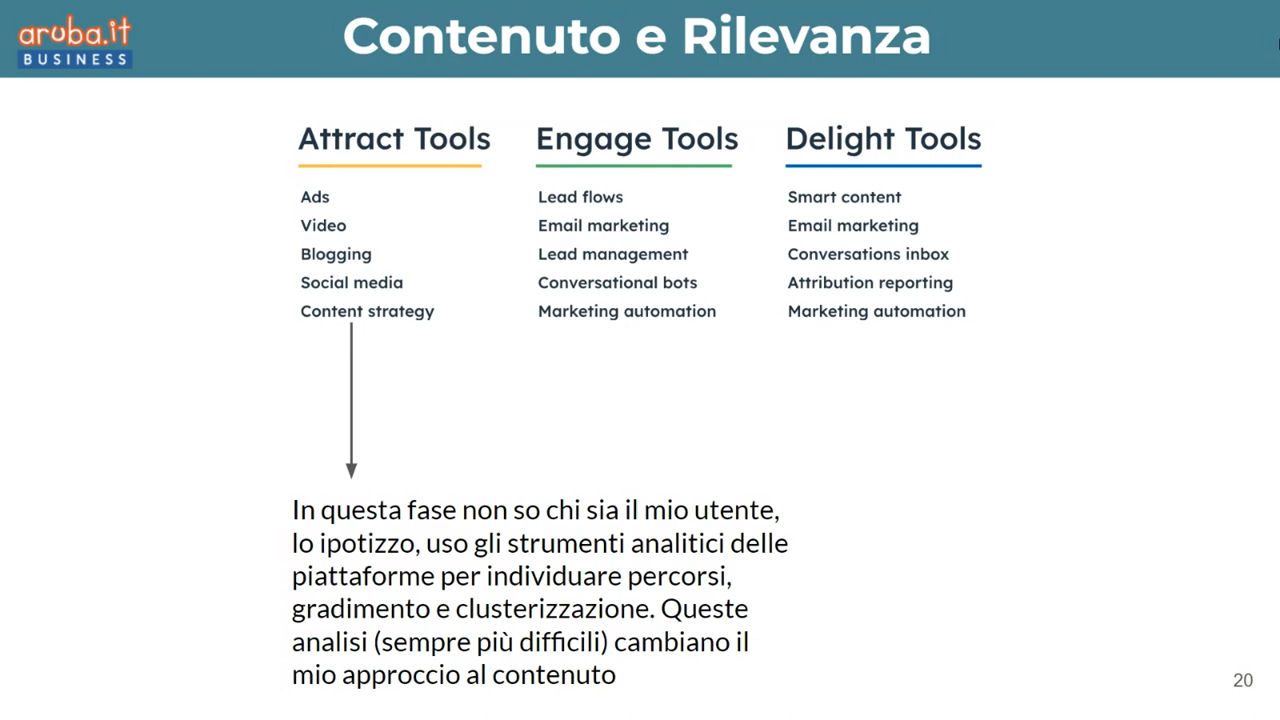 aruba.it
BUSINESS
Contenuto e Rilevanza
Attract Tools
Ads
Video
Blogging
Social media
Content strategy
Engage Tools
Lead flows
Email marketing
Lead management
Conversational bots
Marketing automation
Delight Tools
Smart content
Email marketing
Conversations inbox
Attribution reporting
Marketing automation
In questa fase non so chi sia il mio utente,
lo ipotizzo, uso gli strumenti analitici delle
piattaforme per individuare percorsi,
gradimento e clusterizzazione. Queste
analisi (sempre più difficili) cambiano il
mio approccio al contenuto
20